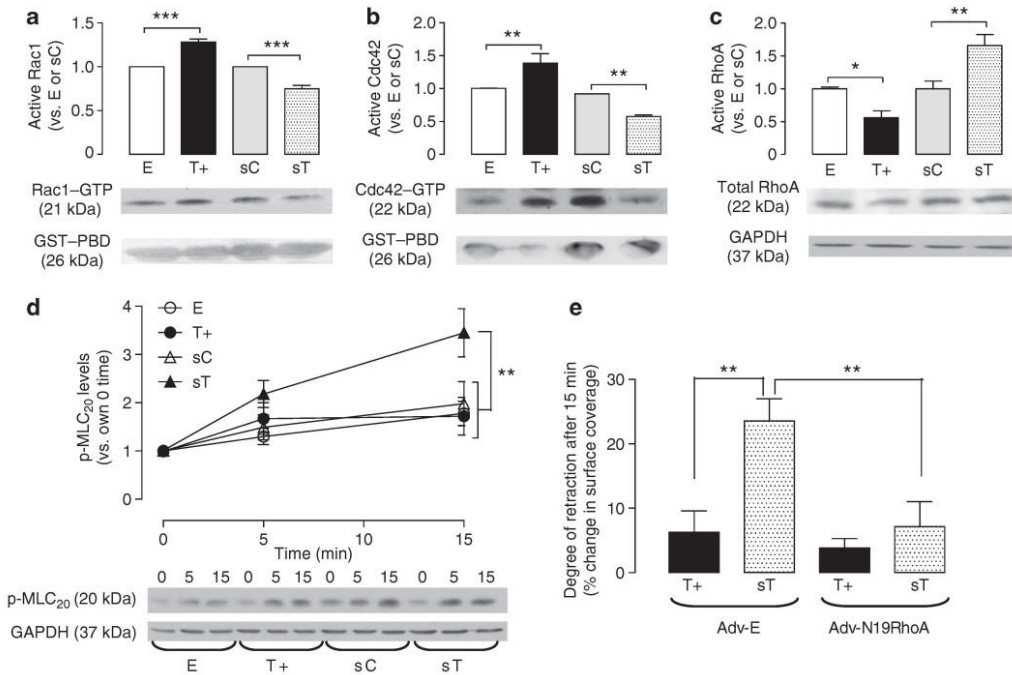 a
Active Rac1
(vs. E or sC)
1.5
1.0
0.5
0
***
***
E T+ sC sT
Rac1–GTP
(21 kDa)
GST–PBD
(26 kDa)
b
Active Cdc42
(vs. E or sC)
2.0
1.5
1.0
0.5
0
**
**
E T+ sC sT
Cdc42–GTP
(22 kDa)
GST–PBD
(26 kDa)
c
Active RhoA
(vs. E or sC)
2.0
1.5
1.0
0.5
0
*
**
E T+ sC sT
Total RhoA
(22 kDa)
GAPDH
(37 kDa)
d
p-MLC20 levels
(vs. own 0 time)
4
3
2
1
0
E
T+
sC
sT
**
0 5 10 15
Time (min)
0 5 15 0 5 15 0 5 15 0 5 15
p-MLC20 (20 kDa)
GAPDH (37 kDa)
E T+ sC sT
e
Degree of retraction after 15 min
(% change in surface coverage)
30
20
10
0
**
**
T+ sT T+ sT
Adv-E Adv-N19RhoA